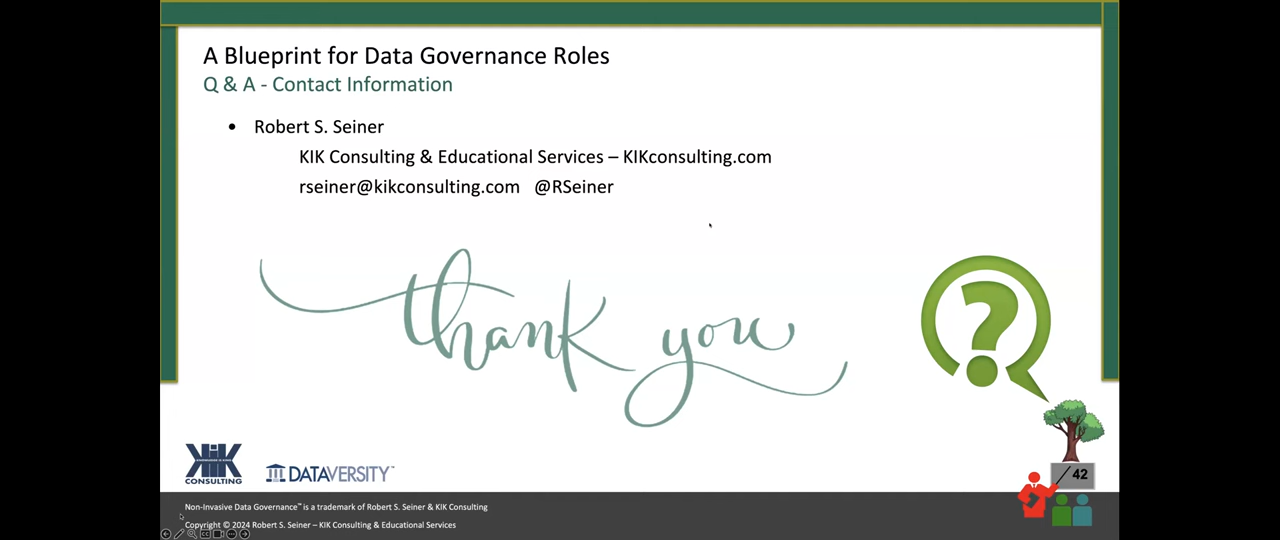 A Blueprint for Data Governance Roles
Q & A - Contact Information
• Robert S. Seiner
KIK Consulting & Educational Services – KIKconsulting.com
rseiner@kikconsulting.com @RSeiner
thank you
?
KIK
CONSULTING
DATAVERSITY™
42
Non-Invasive Data Governance™ is a trademark of Robert S. Seiner & KIK Consulting
Copyright © 2024 Robert S. Seiner – KIK Consulting & Educational Services